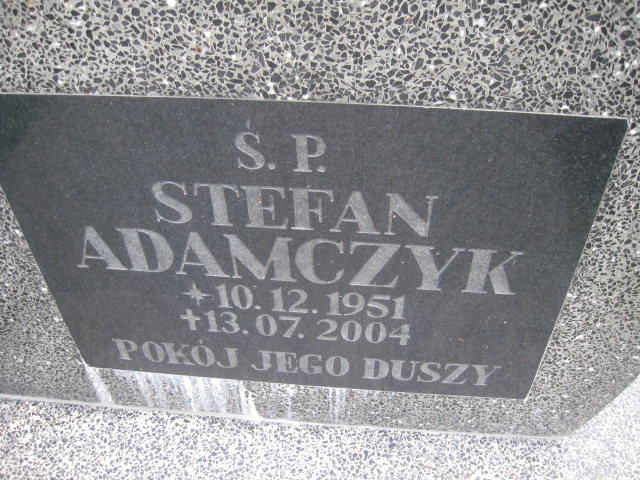 Ś. P.
STEFAN
ADAMCZYK
* 10. 12. 1951
✝ 13. 07. 2004
POKÓJ JEGO DUSZY